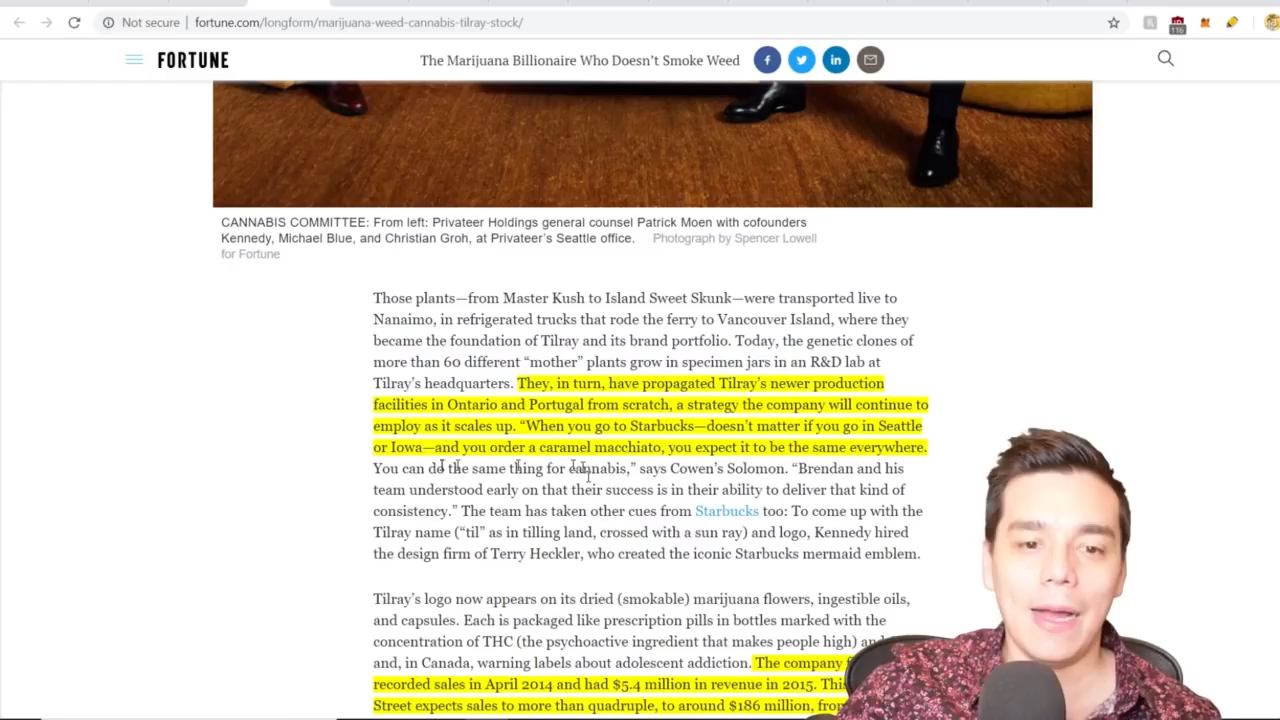 Not secure
fortune.com/longform/marijuana-weed-cannabis-tilray-stock/
116
FORTUNE
The Marijuana Billionaire Who Doesn’t Smoke Weed
CANNABIS COMMITTEE: From left: Privateer Holdings general counsel Patrick Moen with cofounders
Kennedy, Michael Blue, and Christian Groh, at Privateer’s Seattle office. Photograph by Spencer Lowell
for Fortune
Those plants—from Master Kush to Island Sweet Skunk—were transported live to
Nanaimo, in refrigerated trucks that rode the ferry to Vancouver Island, where they
became the foundation of Tilray and its brand portfolio. Today, the genetic clones of
more than 60 different “mother” plants grow in specimen jars in an R&D lab at
Tilray’s headquarters. They, in turn, have propagated Tilray’s newer production
facilities in Ontario and Portugal from scratch, a strategy the company will continue to
employ as it scales up. “When you go to Starbucks—doesn’t matter if you go in Seattle
or Iowa—and you order a caramel macchiato, you expect it to be the same everywhere.
You can do the same thing for cannabis,” says Cowen’s Solomon. “Brendan and his
team understood early on that their success is in their ability to deliver that kind of
consistency.” The team has taken other cues from Starbucks too: To come up with the
Tilray name (“til” as in tilling land, crossed with a sun ray) and logo, Kennedy hired
the design firm of Terry Heckler, who created the iconic Starbucks mermaid emblem.
Tilray’s logo now appears on its dried (smokable) marijuana flowers, ingestible oils,
and capsules. Each is packaged like prescription pills in bottles marked with the
concentration of THC (the psychoactive ingredient that makes people high)
and, in Canada, warning labels about adolescent addiction. The company
recorded sales in April 2014 and had $5.4 million in revenue in 2015.
Street expects sales to more than quadruple, to around $186 million,